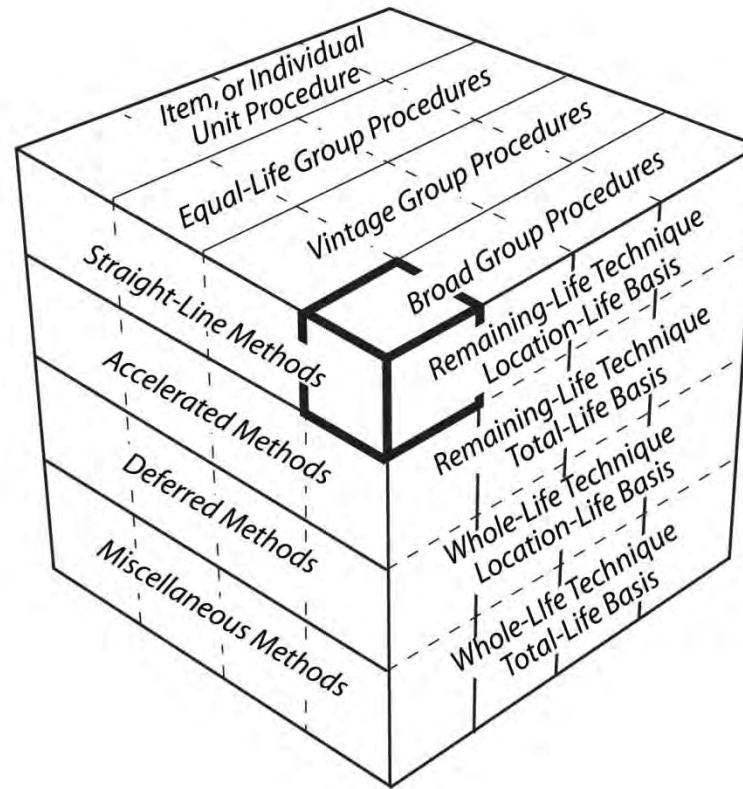 Item, or Individual
Unit Procedure
Equal-Life Group Procedures
Vintage Group Procedures
Broad Group Procedures
Straight-Line Methods
Accelerated Methods
Deferred Methods
Miscellaneous Methods
Remaining-Life Technique
Location-Life Basis
Remaining-Life Technique
Total-Life Basis
Whole-Life Technique
Location-Life Basis
Whole-LIfe Technique
Total-Life Basis